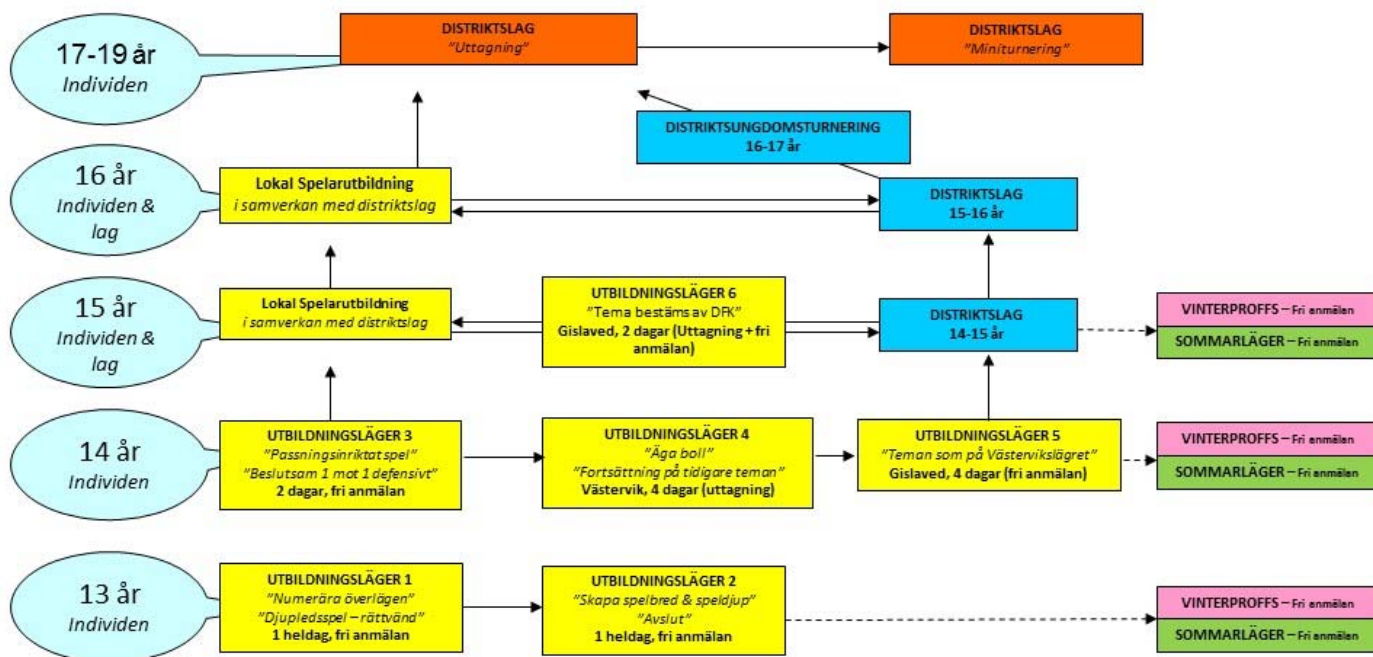 17-19 år
Individen
DISTRIKTSLAG
"Uttagning"
DISTRIKTSLAG
"Miniturnering"
DISTRIKTSUNGDOMSTURNERING
16-17 år
16 år
Individen &
lag
Lokal Spelarutbildning
i samverkan med distriktslag
DISTRIKTSLAG
15-16 år
15 år
Individen &
lag
Lokal Spelarutbildning
i samverkan med distriktslag
UTBILDNINGSLÄGER 6
"Tema bestäms av DFK"
Gislaved, 2 dagar (Uttagning + fri
anmälan)
DISTRIKTSLAG
14-15 år
VINTERPROFFS – Fri anmälan
SOMMARLÄGER – Fri anmälan
14 år
Individen
UTBILDNINGSLÄGER 3
"Passningsinriktat spel"
"Beslutsam 1 mot 1 defensivt"
2 dagar, fri anmälan
UTBILDNINGSLÄGER 4
"Äga boll"
"Fortsättning på tidigare teman"
Västervik, 4 dagar (uttagning)
UTBILDNINGSLÄGER 5
"Teman som på Västervikslägret"
Gislaved, 4 dagar (fri anmälan)
VINTERPROFFS – Fri anmälan
SOMMARLÄGER – Fri anmälan
13 år
Individen
UTBILDNINGSLÄGER 1
"Numerära överlägen"
"Djupledsspel – rättvänd"
1 heldag, fri anmälan
UTBILDNINGSLÄGER 2
"Skapa spelbred & speldjup"
"Avslut"
1 heldag, fri anmälan
VINTERPROFFS – Fri anmälan
SOMMARLÄGER – Fri anmälan